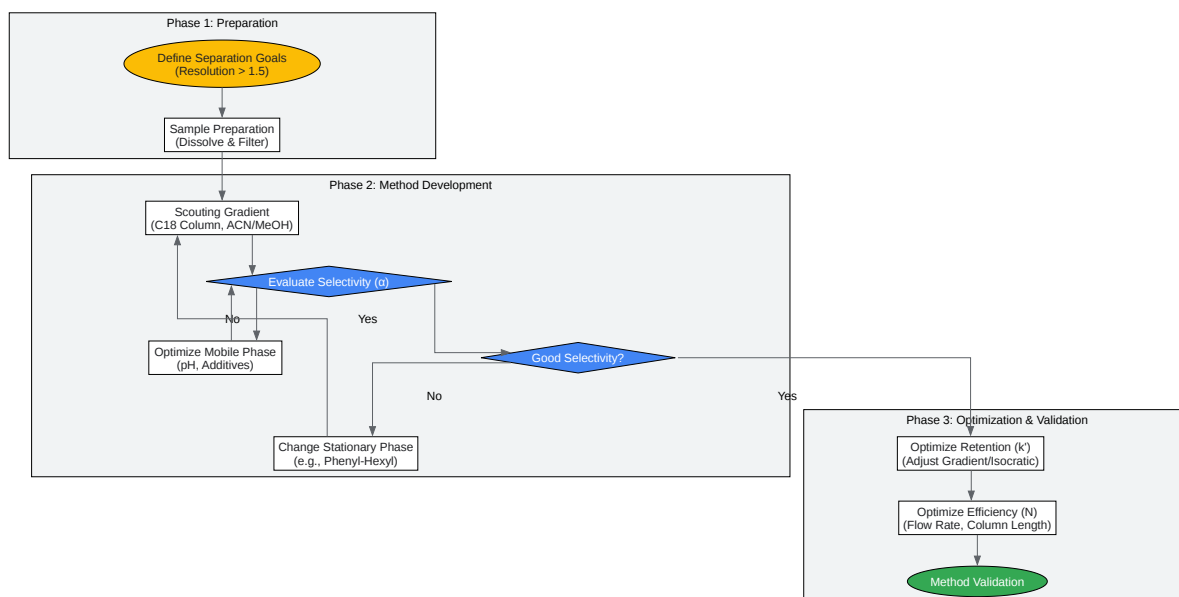 Phase 1: Preparation
Define Separation Goals
(Resolution > 1.5)
Sample Preparation
(Dissolve & Filter)
Phase 2: Method Development
Scouting Gradient
(C18 Column, ACN/MeOH)
Evaluate Selectivity (α)
No
Yes
Optimize Mobile Phase
(pH, Additives)
Good Selectivity?
No
Yes
Change Stationary Phase
(e.g., Phenyl-Hexyl)
Phase 3: Optimization & Validation
Optimize Retention (k')
(Adjust Gradient/Isocratic)
Optimize Efficiency (N)
(Flow Rate, Column Length)
Method Validation